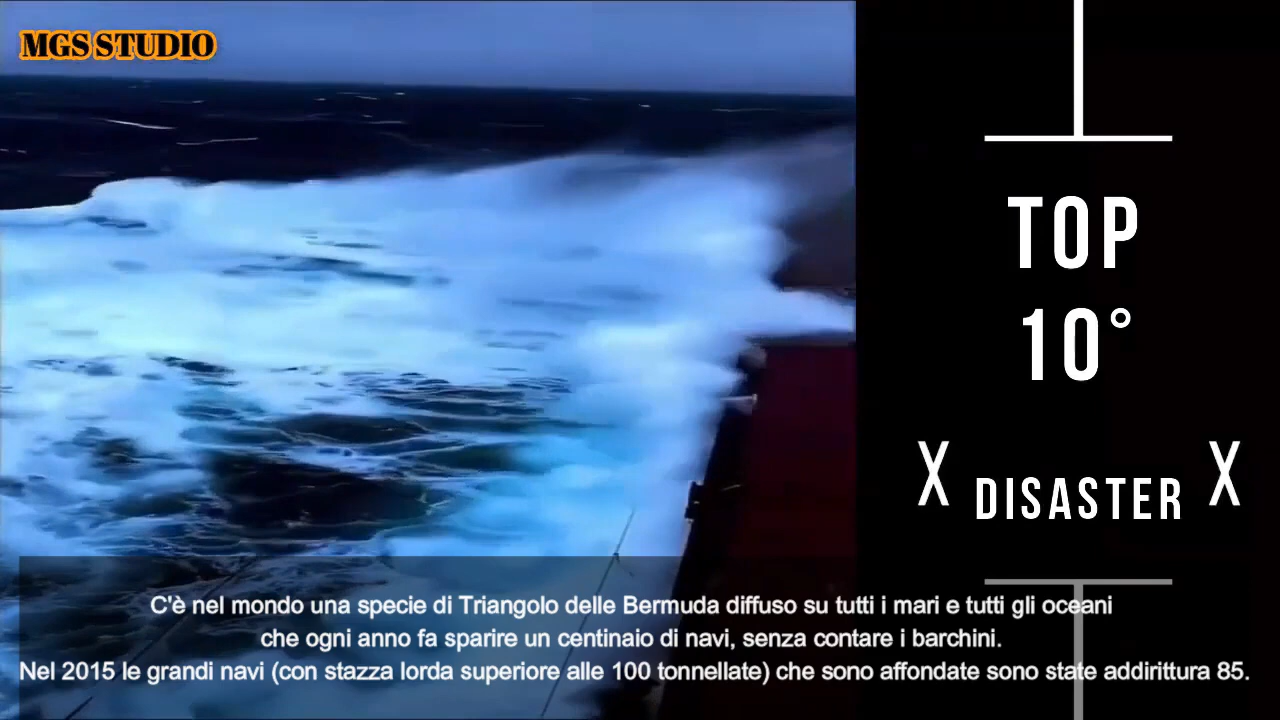 MGS STUDIO
TOP
10°
X DISASTER X
C'è nel mondo una specie di Triangolo delle Bermuda diffuso su tutti i mari e tutti gli oceani
che ogni anno fa sparire un centinaio di navi, senza contare i barchini.
Nel 2015 le grandi navi (con stazza lorda superiore alle 100 tonnellate) che sono affondate sono state addirittura 85.